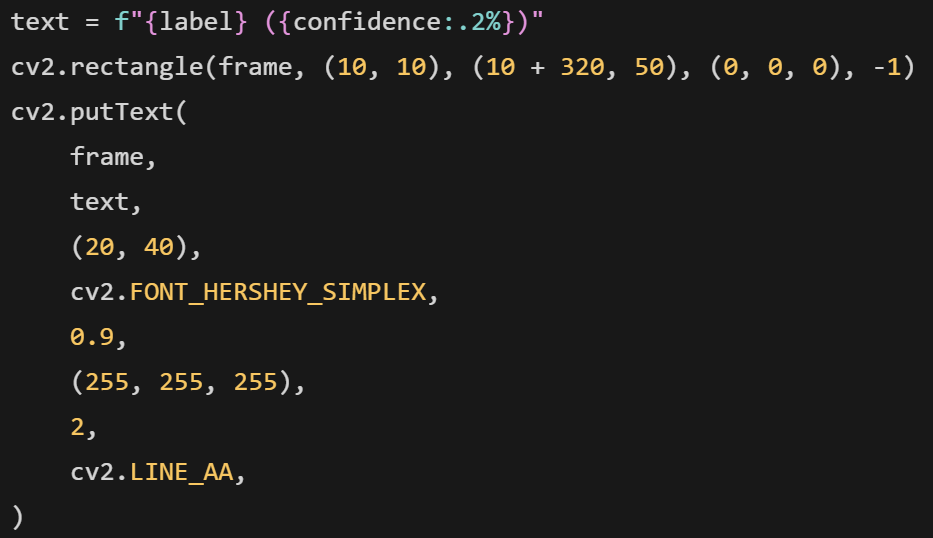 text = f"{label} ({confidence:.2%})"
cv2.rectangle(frame, (10, 10), (10 + 320, 50), (0, 0, 0), -1)
cv2.putText(
    frame,
    text,
    (20, 40),
    cv2.FONT_HERSHEY_SIMPLEX,
    0.9,
    (255, 255, 255),
    2,
    cv2.LINE_AA,
)